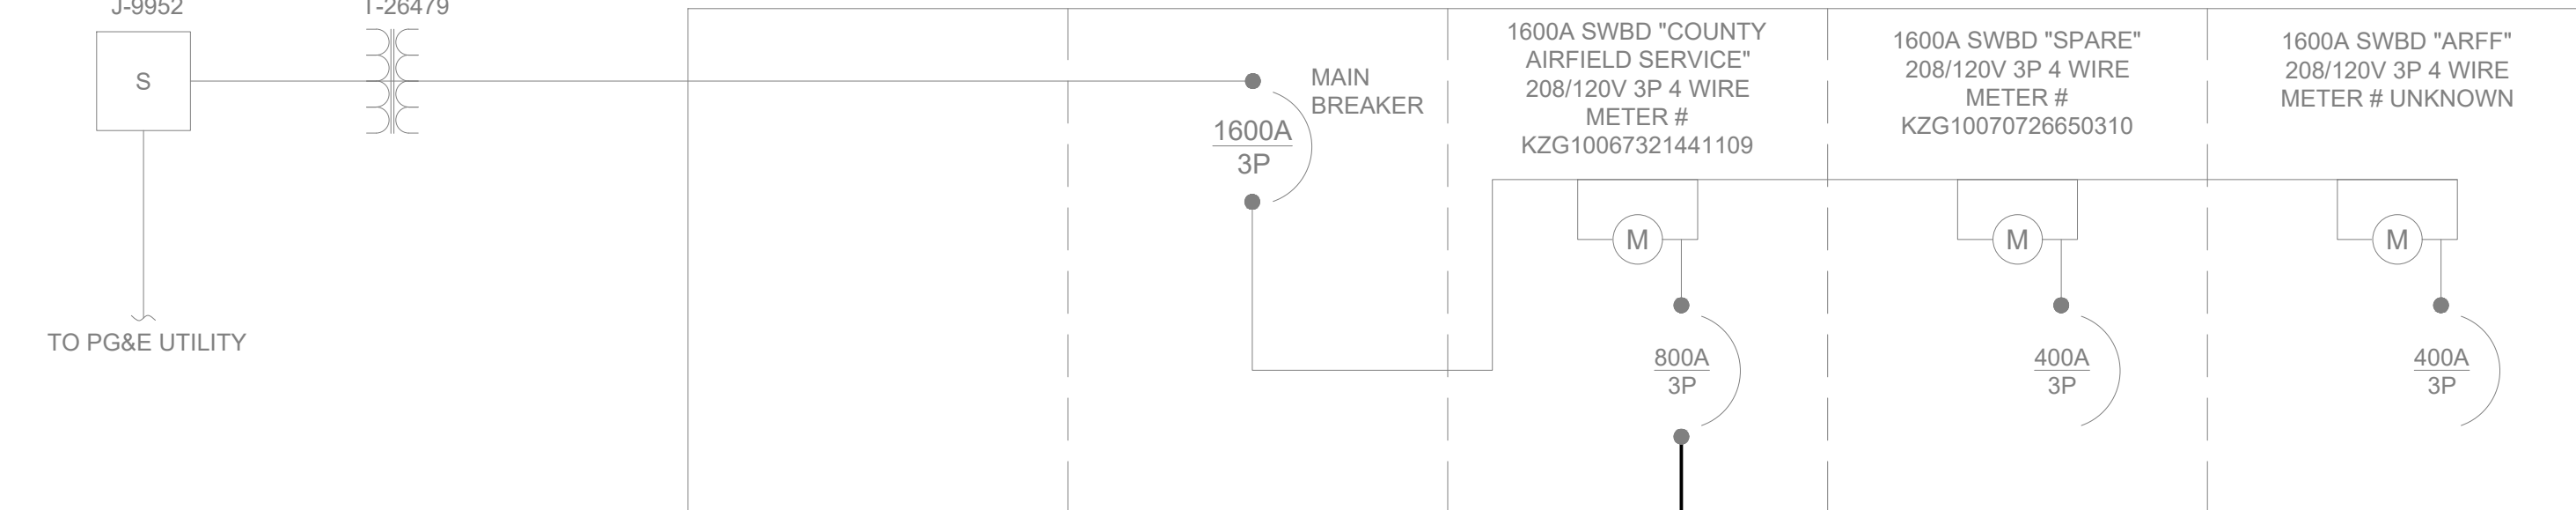 J-9952
T-26479
S
TO PG&E UTILITY
MAIN
BREAKER
1600A
3P
1600A SWBD "COUNTY
AIRFIELD SERVICE"
208/120V 3P 4 WIRE
METER #
KZG10067321441109
M
800A
3P
1600A SWBD "SPARE"
208/120V 3P 4 WIRE
METER #
KZG10070726650310
M
400A
3P
1600A SWBD "ARFF"
208/120V 3P 4 WIRE
METER # UNKNOWN
M
400A
3P